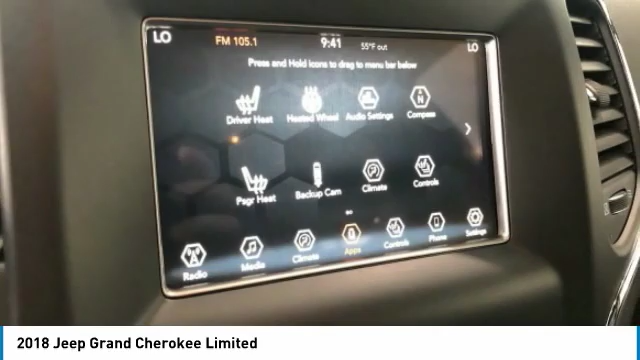 LO FM 105.1 9:41 55°F out LO
Press and Hold icons to drag to menu bar below
Driver Heat Heated Wheel Audio Settings Compass
Psgr Heat Backup Cam Climate Controls
Radio Media Climate Apps Controls Phone Settings
2018 Jeep Grand Cherokee Limited